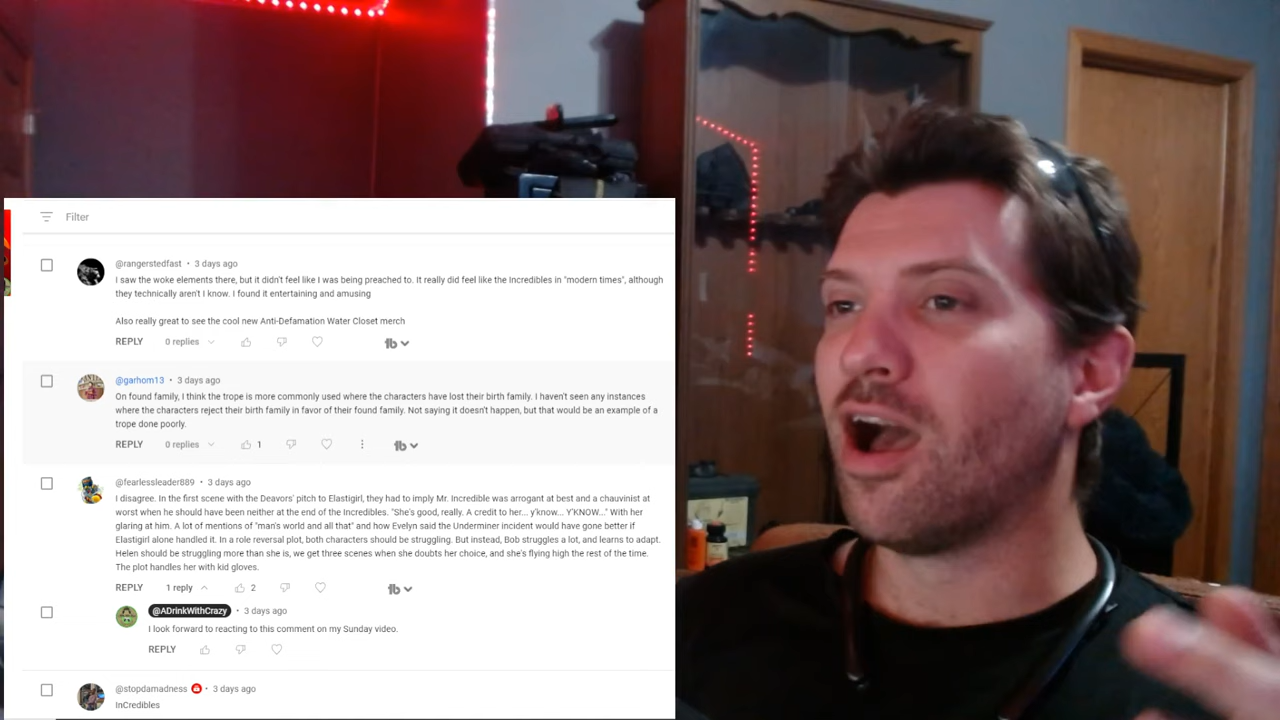 Filter
@rangerstedfast • 3 days ago
I saw the woke elements there, but it didn't feel like I was being preached to. It really did feel like the Incredibles in "modern times", although
they technically aren't I know. I found it entertaining and amusing
Also really great to see the cool new Anti-Defamation Water Closet merch
REPLY 0 replies
@garhom13 • 3 days ago
On found family, I think the trope is more commonly used where the characters have lost their birth family. I haven't seen any instances
where the characters reject their birth family in favor of their found family. Not saying it doesn't happen, but that would be an example of a
trope done poorly.
REPLY 0 replies 1
@fearlessleader889 • 3 days ago
I disagree. In the first scene with the Deavors' pitch to Elastigirl, they had to imply Mr. Incredible was arrogant at best and a chauvinist at
worst when he should have been neither at the end of the Incredibles. "She's good, really. A credit to her... y'know... Y'KNOW..." With her
glaring at him. A lot of mentions of "man's world and all that" and how Evelyn said the Underminer incident would have gone better if
Elastigirl alone handled it. In a role reversal plot, both characters should be struggling. But instead, Bob struggles a lot, and learns to adapt.
Helen should be struggling more than she is, we get three scenes when she doubts her choice, and she's flying high the rest of the time.
The plot handles her with kid gloves.
REPLY 1 reply 2
@ADrinkWithCrazy • 3 days ago
I look forward to reacting to this comment on my Sunday video.
REPLY
@stopdamadness • 3 days ago
InCredibles